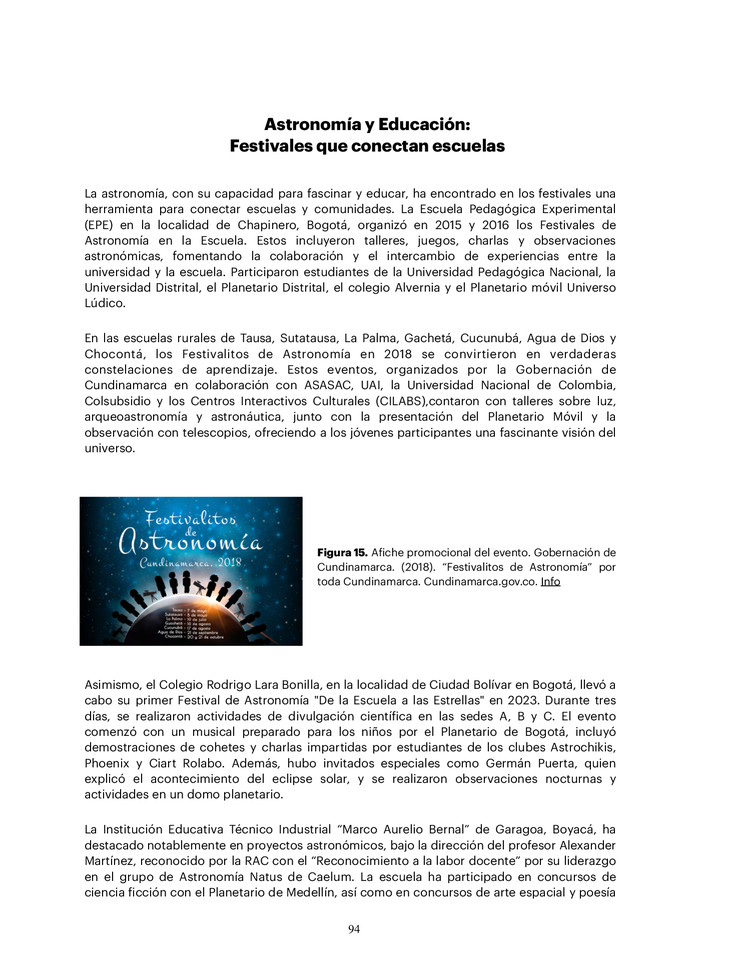 Astronomía y Educación:
Festivales que conectan escuelas
La astronomía, con su capacidad para fascinar y educar, ha encontrado en los festivales una
herramienta para conectar escuelas y comunidades. La Escuela Pedagógica Experimental
(EPE) en la localidad de Chapinero, Bogotá, organizó en 2015 y 2016 los Festivales de
Astronomía en la Escuela. Estos incluyeron talleres, juegos, charlas y observaciones
astronómicas, fomentando la colaboración y el intercambio de experiencias entre la
universidad y la escuela. Participaron estudiantes de la Universidad Pedagógica Nacional, la
Universidad Distrital, el Planetario Distrital, el colegio Alvernia y el Planetario móvil Universo
Lúdico.
En las escuelas rurales de Tausa, Sutatausa, La Palma, Gachetá, Cucunubá, Agua de Dios y
Chocontá, los Festivalitos de Astronomía en 2018 se convirtieron en verdaderas
constelaciones de aprendizaje. Estos eventos, organizados por la Gobernación de
Cundinamarca en colaboración con ASASAC, UAI, la Universidad Nacional de Colombia,
Colsubsidio y los Centros Interactivos Culturales (CILABS),contaron con talleres sobre luz,
arqueoastronomía y astronáutica, junto con la presentación del Planetario Móvil y la
observación con telescopios, ofreciendo a los jóvenes participantes una fascinante visión del
universo.
Festivalitos
de
Astronomía
Cundinamarca..2018
Tausa - 7 de mayo
Sutatausa - 8 de mayo
La Palma - 12 de julio
Guachetá - 16 de agosto
Cucunubá - 17 de agosto
Agua de Dios - 21 de septiembre
Chocontá - 20 y 21 de octubre
Figura 15. Afiche promocional del evento. Gobernación de
Cundinamarca. (2018). “Festivalitos de Astronomía” por
toda Cundinamarca. Cundinamarca.gov.co. Info
Asimismo, el Colegio Rodrigo Lara Bonilla, en la localidad de Ciudad Bolívar en Bogotá, llevó a
cabo su primer Festival de Astronomía "De la Escuela a las Estrellas" en 2023. Durante tres
días, se realizaron actividades de divulgación científica en las sedes A, B y C. El evento
comenzó con un musical preparado para los niños por el Planetario de Bogotá, incluyó
demostraciones de cohetes y charlas impartidas por estudiantes de los clubes Astrochikis,
Phoenix y Ciart Rolabo. Además, hubo invitados especiales como Germán Puerta, quien
explicó el acontecimiento del eclipse solar, y se realizaron observaciones nocturnas y
actividades en un domo planetario.
La Institución Educativa Técnico Industrial “Marco Aurelio Bernal” de Garagoa, Boyacá, ha
destacado notablemente en proyectos astronómicos, bajo la dirección del profesor Alexander
Martínez, reconocido por la RAC con el “Reconocimiento a la labor docente” por su liderazgo
en el grupo de Astronomía Natus de Caelum. La escuela ha participado en concursos de
ciencia ficción con el Planetario de Medellín, así como en concursos de arte espacial y poesía
94